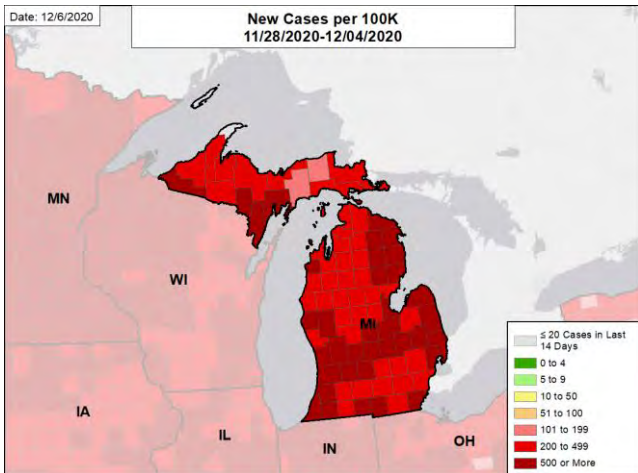 Date: 12/6/2020
New Cases per 100K
11/28/2020-12/04/2020
MN
WI
MI
IA
IL
IN
OH
≤ 20 Cases in Last
14 Days
0 to 4
5 to 9
10 to 50
51 to 100
101 to 199
200 to 499
500 or More